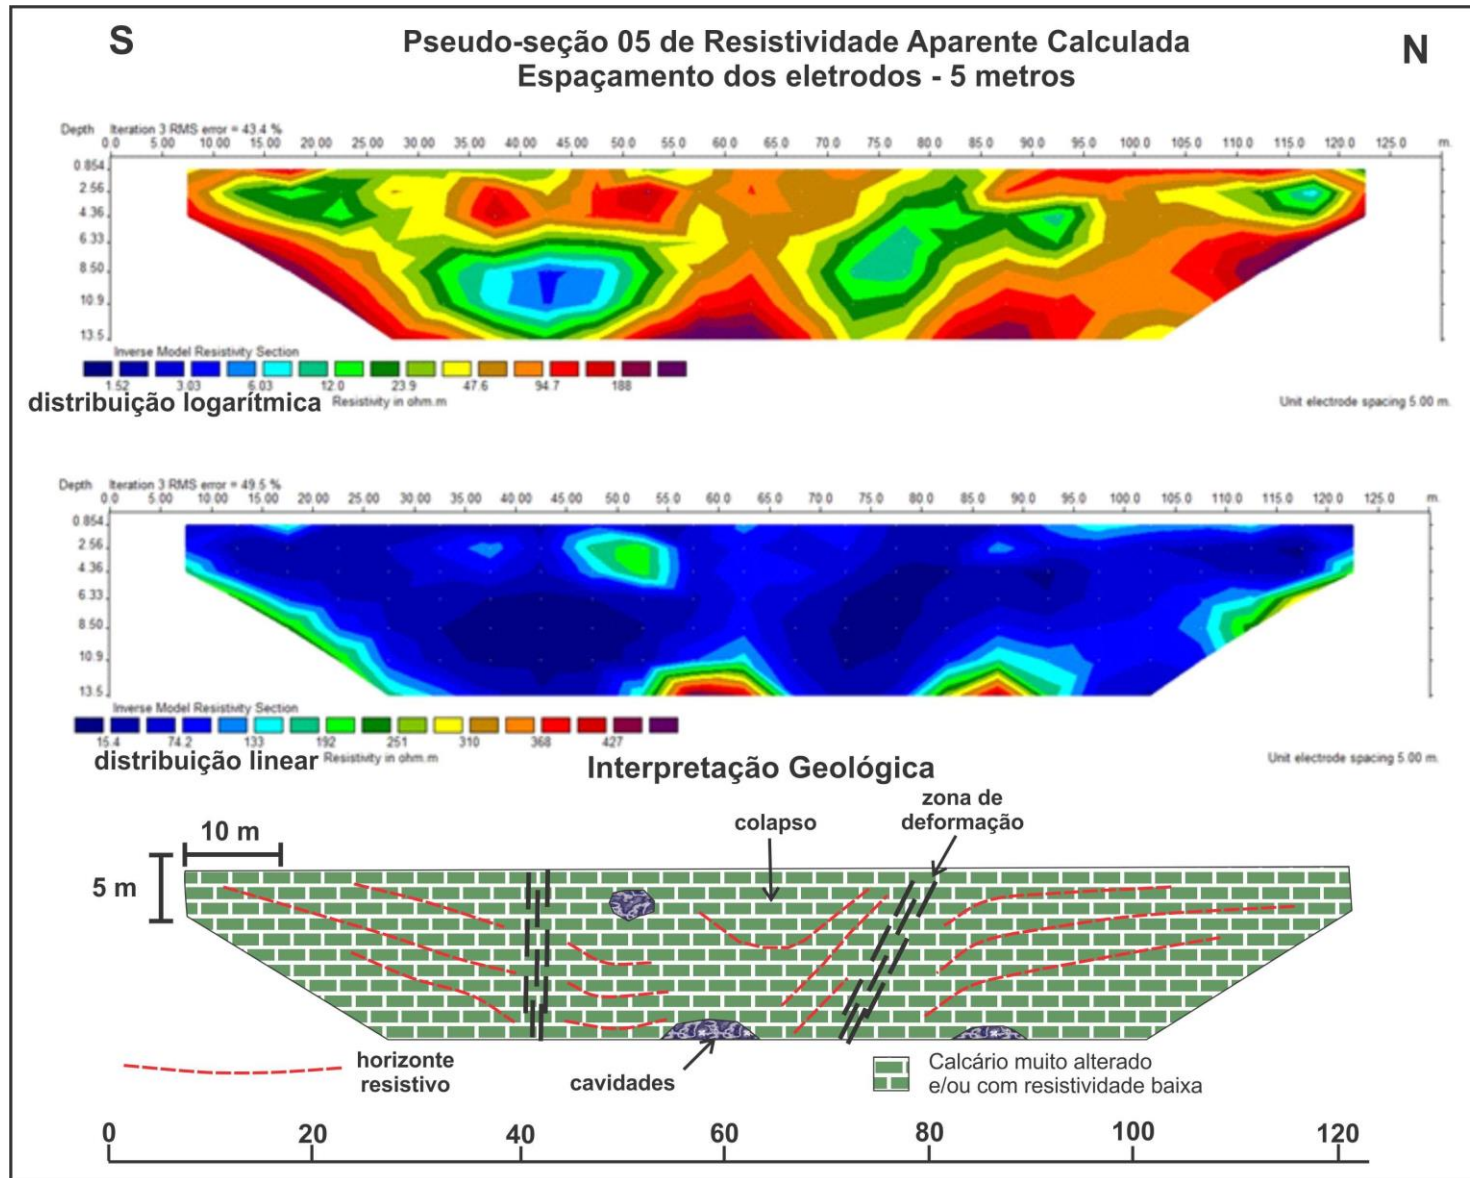 S
Pseudo-seção 05 de Resistividade Aparente Calculada
N
Espaçamento dos eletrodos - 5 metros
Depth Iteration 3 RMS error = 43.4 %
0.0 5.00 10.00 15.00 20.00 25.00 30.00 35.00 40.00 45.00 50.0 55.0 60.0 65.0 70.0 75.0 80.0 85.0 90.0 95.0 100.0 105.0 110.0 115.0 120.0 125.0 m.
0.854
2.56
4.36
6.33
8.50
10.9
13.5
Inverse Model Resistivity Section
1.52 3.03 6.03 12.0 23.9 47.6 94.7 188
distribuição logarítmica Resistivity in ohm.m
Unit electrode spacing 5.00 m.
Depth Iteration 3 RMS error = 49.5 %
0.0 5.00 10.00 15.00 20.00 25.00 30.00 35.00 40.00 45.00 50.0 55.0 60.0 65.0 70.0 75.0 80.0 85.0 90.0 95.0 100.0 105.0 110.0 115.0 120.0 125.0 m.
0.854
2.56
4.36
6.33
8.50
10.9
13.5
Inverse Model Resistivity Section
15.4 74.2 133 192 251 310 368 427
distribuição linear Resistivity in ohm.m
Unit electrode spacing 5.00 m.
Interpretação Geológica
10 m
5 m
colapso
zona de
deformação
horizonte
resistivo
cavidades
Calcário muito alterado
e/ou com resistividade baixa
0 20 40 60 80 100 120